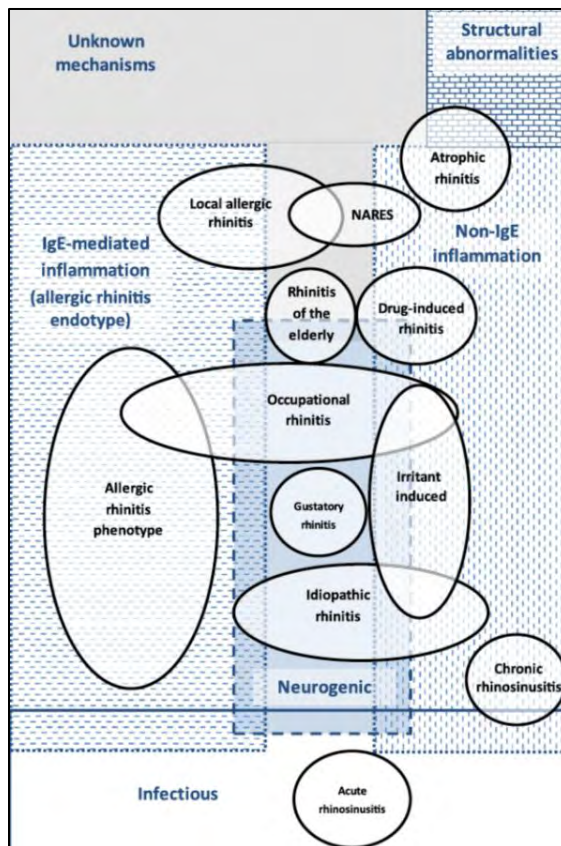 Unknown
mechanisms
Structural
abnormalities
Atrophic
rhinitis
Local allergic
rhinitis
NARES
IgE-mediated
inflammation
(allergic rhinitis
endotype)
Non-IgE
inflammation
Rhinitis
of the
elderly
Drug-induced
rhinitis
Occupational
rhinitis
Allergic
rhinitis
phenotype
Gustatory
rhinitis
Irritant
induced
Idiopathic
rhinitis
Chronic
rhinosinusitis
Neurogenic
Infectious
Acute
rhinosinusitis